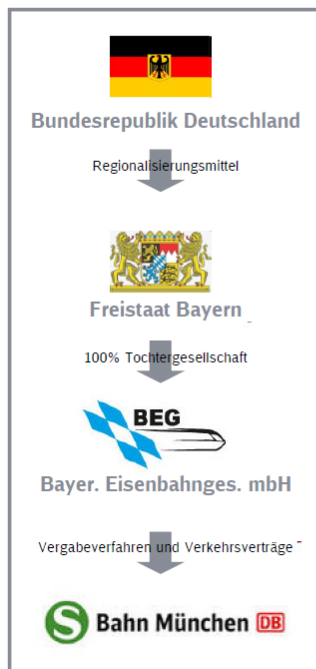 Bundesrepublik Deutschland
Regionalisierungsmittel
Freistaat Bayern
100% Tochtergesellschaft
BEG
Bayer. Eisenbahnges. mbH
Vergabeverfahren und Verkehrsverträge
S Bahn München DB